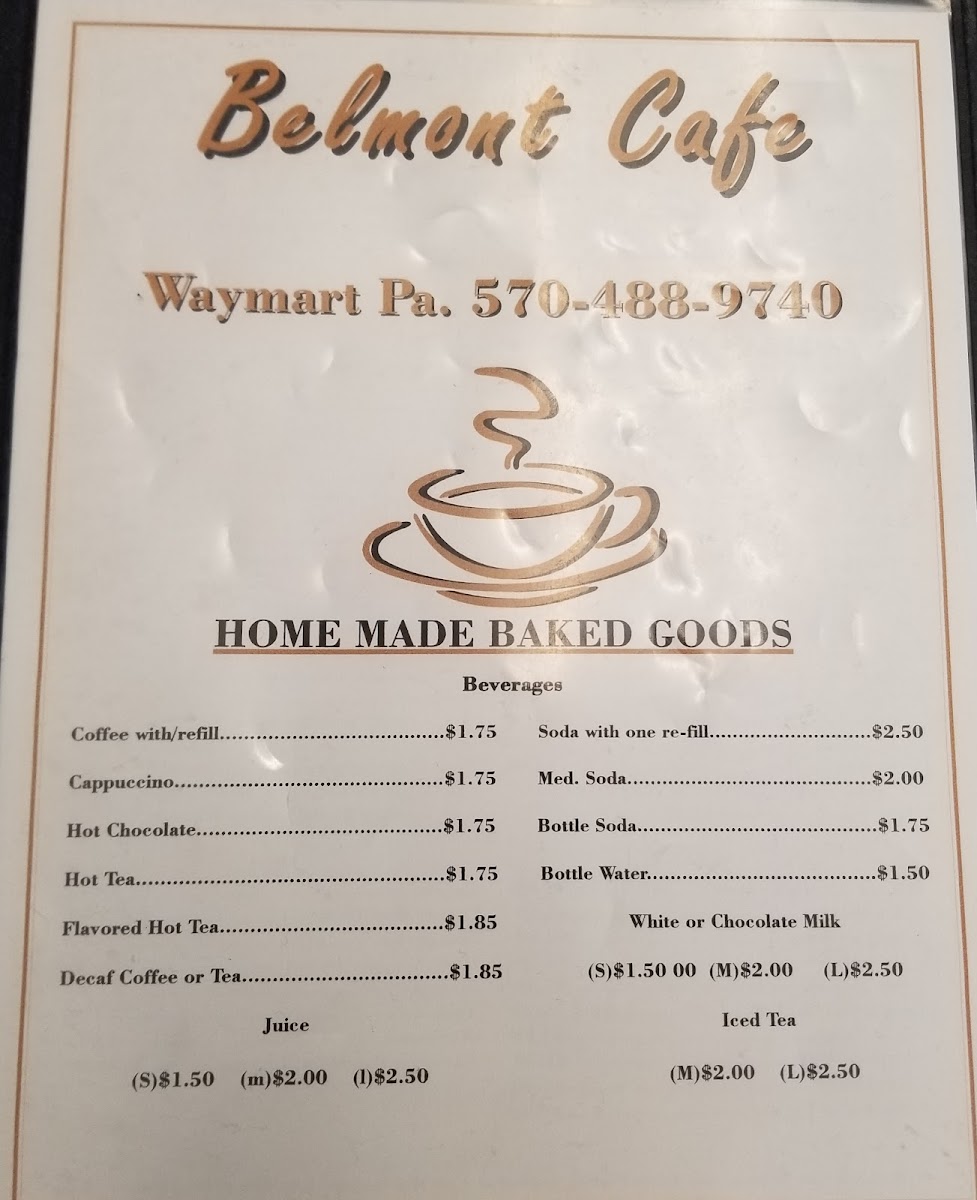 Belmont Cafe
Waymart Pa. 570-488-9740
HOME MADE BAKED GOODS
Beverages
Coffee with/refill.......................................$1.75
Cappuccino..............................................$1.75
Hot Chocolate..........................................$1.75
Hot Tea.....................................................$1.75
Flavored Hot Tea......................................$1.85
Decaf Coffee or Tea...................................$1.85
Juice
(S)$1.50 (m)$2.00 (l)$2.50
Soda with one re-fill............................$2.50
Med. Soda..........................................$2.00
Bottle Soda.........................................$1.75
Bottle Water.......................................$1.50
White or Chocolate Milk
(S)$1.50 00 (M)$2.00 (L)$2.50
Iced Tea
(M)$2.00 (L)$2.50